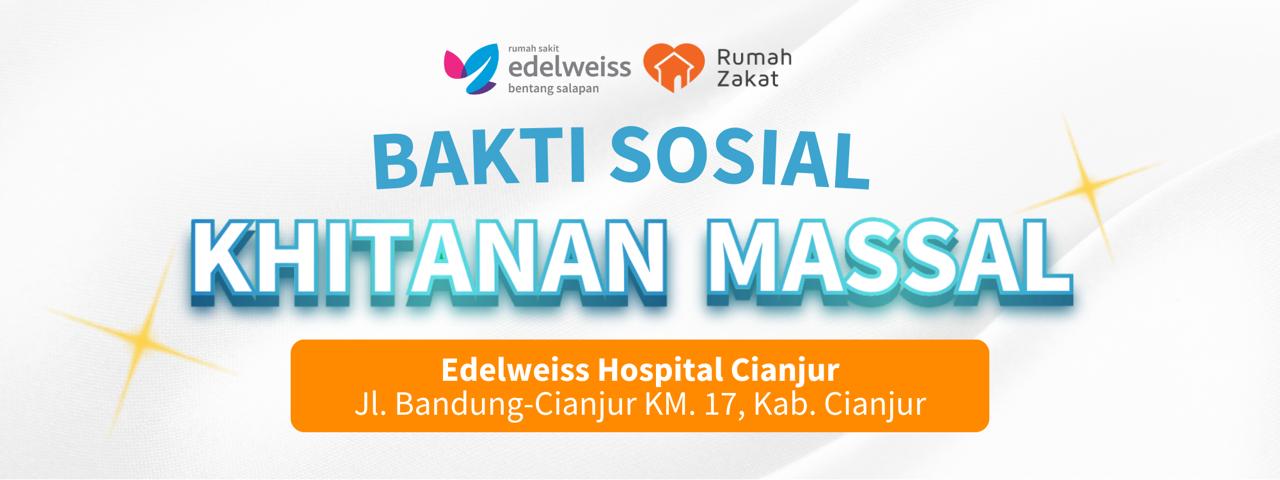 rumah sakit
edelweiss
bentang salapan
Rumah
Zakat
BAKTI SOSIAL
KHITANAN MASSAL
Edelweiss Hospital Cianjur
Jl. Bandung-Cianjur KM. 17, Kab. Cianjur